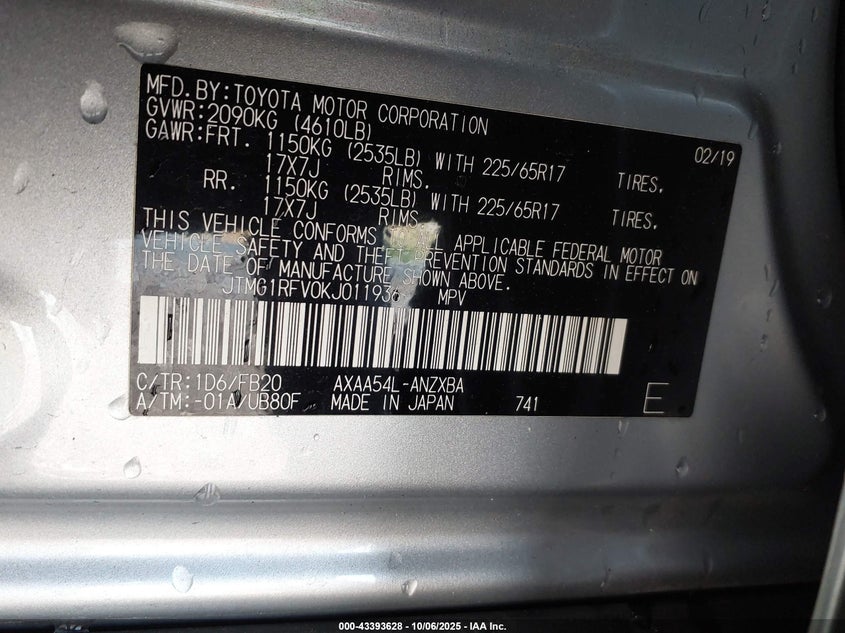 MFD.BY:TOYOTA MOTOR CORPORATION
GVWR:2090KG (4610LB)
GAWR:FRT. 1150KG (2535LB) WITH 225/65R17 TIRES, 02/19
17X7J RIMS.
RR. 1150KG (2535LB) WITH 225/65R17 TIRES,
17X7J RIMS
THIS VEHICLE CONFORMS APPLICABLE FEDERAL MOTOR
VEHICLE SAFETY AND THEFT PREVENTION STANDARDS IN EFFECT ON
THE DATE OF MANUFACTURE SHOWN ABOVE.
MPV
C/TR:1D6/FB20 AXAA54L-ANZXBA
A/TM:-01A/UB80F MADE IN JAPAN 741 E
000-43393628 - 10/06/2025 - IAA Inc.